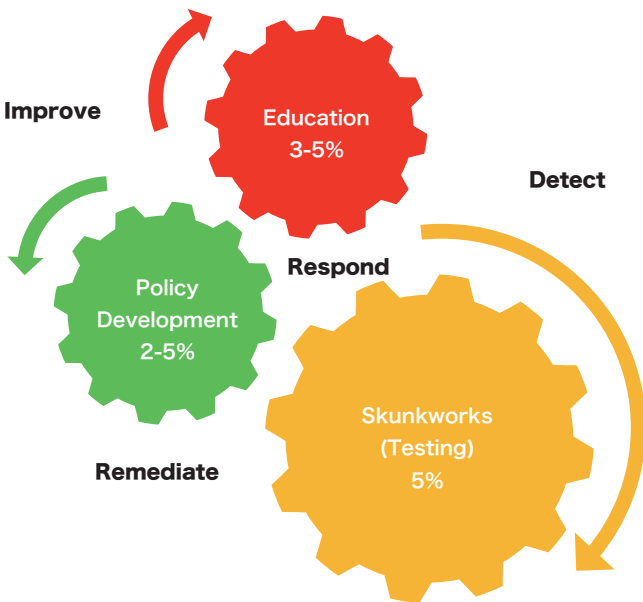 Education
3-5%
Improve
Detect
Respond
Policy
Development
2-5%
Skunkworks
(Testing)
5%
Remediate